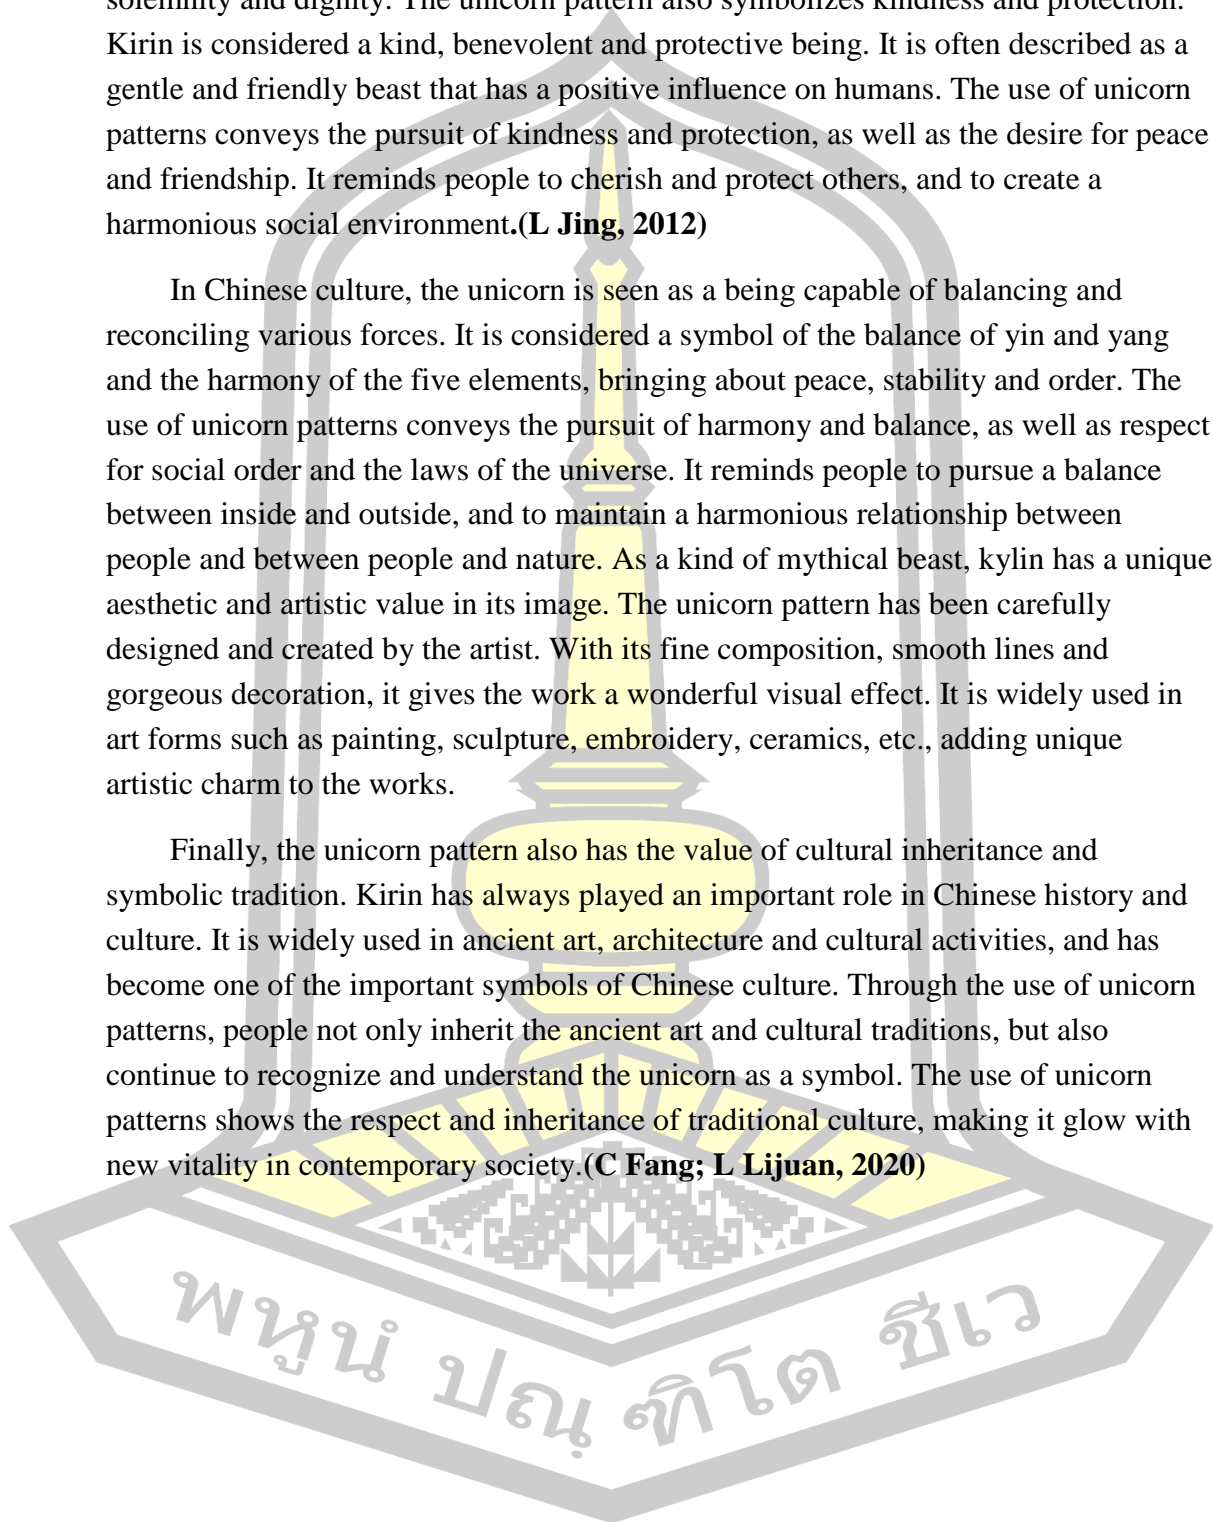 solemnity and dignity. The unicorn pattern also symbolizes kindness and protection.
Kirin is considered a kind, benevolent and protective being. It is often described as a
gentle and friendly beast that has a positive influence on humans. The use of unicorn
patterns conveys the pursuit of kindness and protection, as well as the desire for peace
and friendship. It reminds people to cherish and protect others, and to create a
harmonious social environment.(L Jing, 2012)
In Chinese culture, the unicorn is seen as a being capable of balancing and
reconciling various forces. It is considered a symbol of the balance of yin and yang
and the harmony of the five elements, bringing about peace, stability and order. The
use of unicorn patterns conveys the pursuit of harmony and balance, as well as respect
for social order and the laws of the universe. It reminds people to pursue a balance
between inside and outside, and to maintain a harmonious relationship between
people and between people and nature. As a kind of mythical beast, kylin has a unique
aesthetic and artistic value in its image. The unicorn pattern has been carefully
designed and created by the artist. With its fine composition, smooth lines and
gorgeous decoration, it gives the work a wonderful visual effect. It is widely used in
art forms such as painting, sculpture, embroidery, ceramics, etc., adding unique
artistic charm to the works.
Finally, the unicorn pattern also has the value of cultural inheritance and
symbolic tradition. Kirin has always played an important role in Chinese history and
culture. It is widely used in ancient art, architecture and cultural activities, and has
become one of the important symbols of Chinese culture. Through the use of unicorn
patterns, people not only inherit the ancient art and cultural traditions, but also
continue to recognize and understand the unicorn as a symbol. The use of unicorn
patterns shows the respect and inheritance of traditional culture, making it glow with
new vitality in contemporary society.(C Fang; L Lijuan, 2020)
พหูนํ ปณฺฑิโต ชีเว